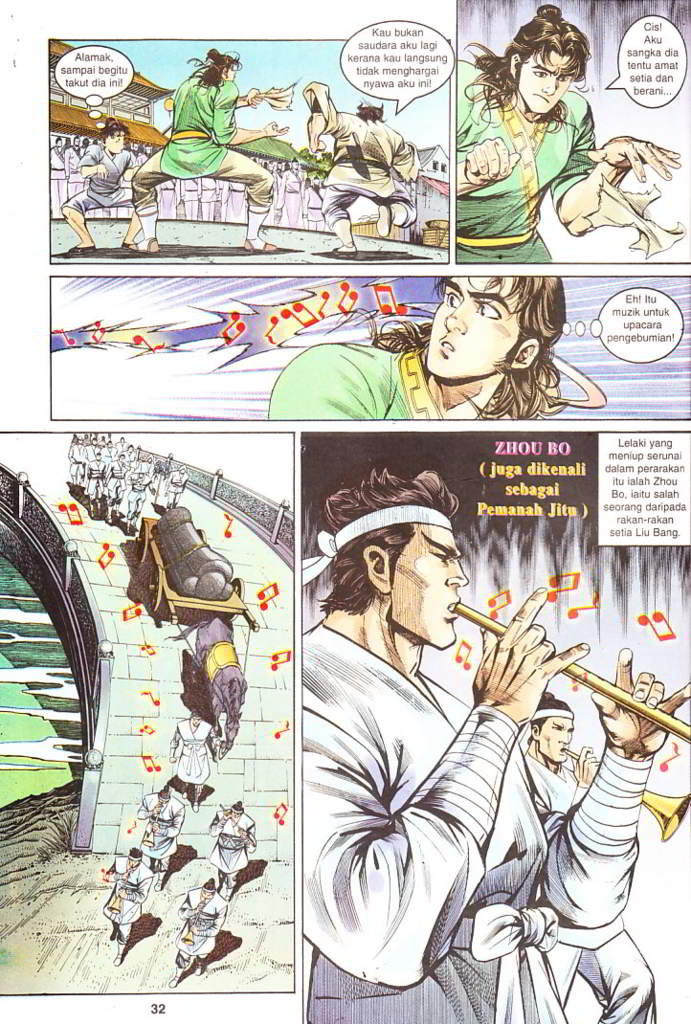 Alamak,
sampai begitu
takut dia ini!
Kau bukan
saudara aku lagi
kerana kau langsung
tidak menghargai
nyawa aku ini!
Cis!
Aku
sangka dia
tentu amat
setia dan
berani...
Eh! Itu
muzik untuk
upacara
pengebumian!
ZHOU BO
( juga dikenali
sebagai
Pemanah Jitu )
Lelaki yang
meniup serunai
dalam perarakan
itu ialah Zhou
Bo, iaitu salah
seorang daripada
rakan-rakan
setia Liu Bang.
32